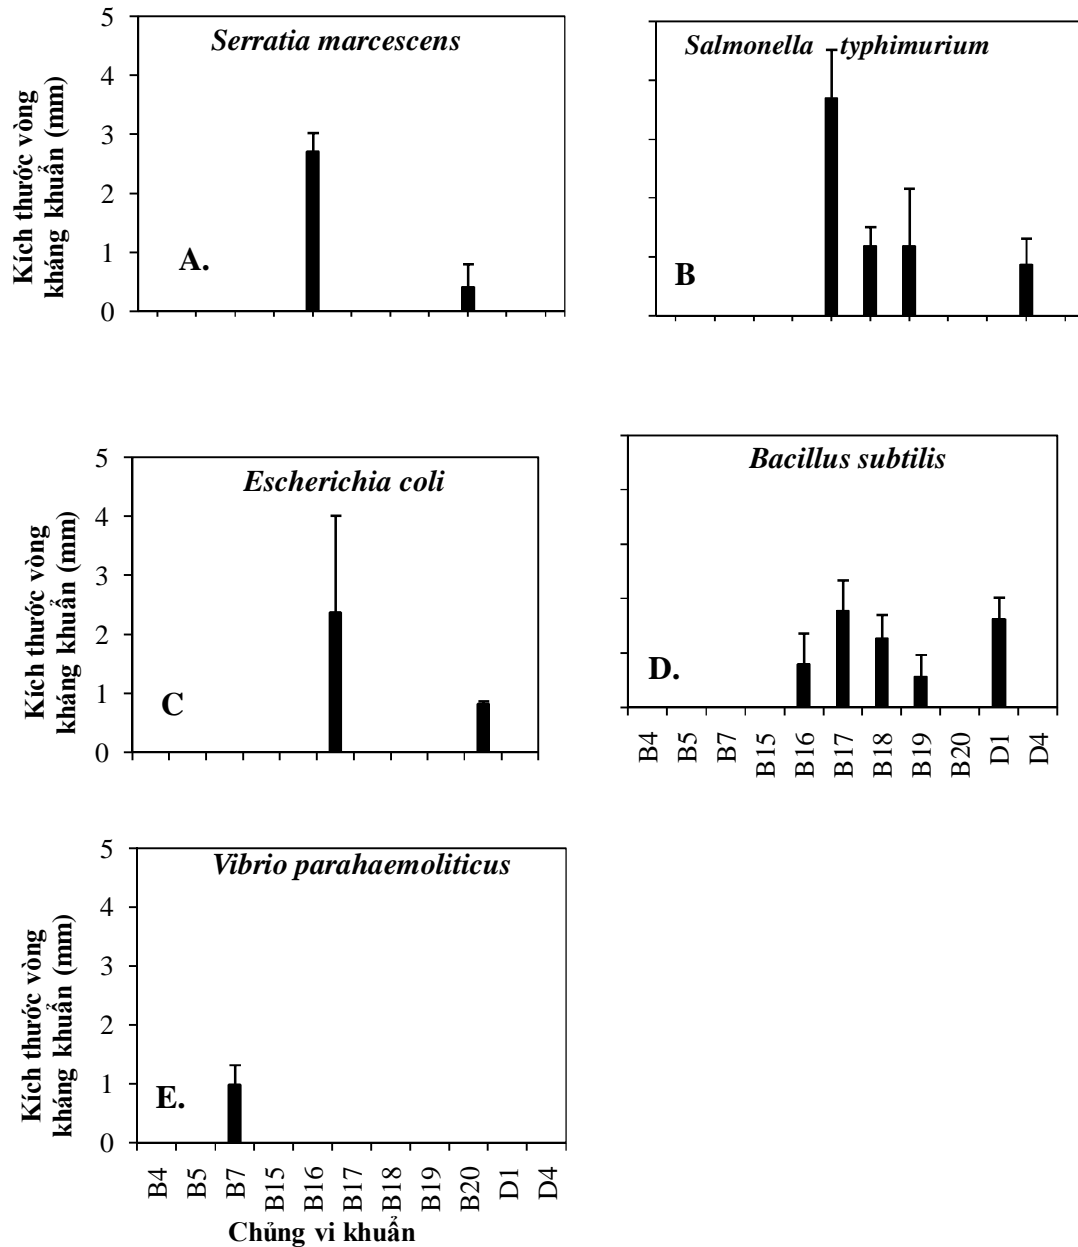 Serratia marcescens
Kích thước vòng
kháng khuẩn (mm)
5
4
3
2
1
0
A.
Salmonella typhimurium
B
Escherichia coli
Kích thước vòng
kháng khuẩn (mm)
5
4
3
2
1
0
C
Bacillus subtilis
D.
B4
B5
B7
B15
B16
B17
B18
B19
B20
D1
D4
Vibrio parahaemoliticus
Kích thước vòng
kháng khuẩn (mm)
5
4
3
2
1
0
E.
B4
B5
B7
B15
B16
B17
B18
B19
B20
D1
D4
Chủng vi khuẩn